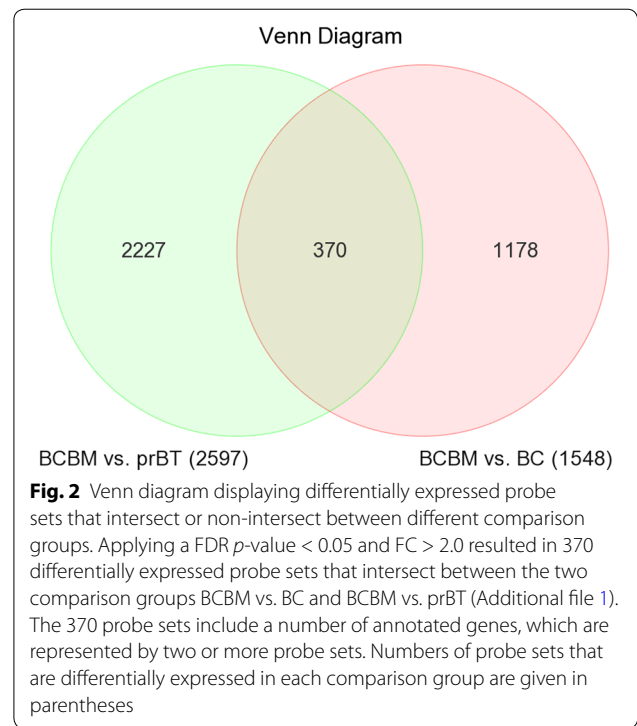 Venn Diagram
2227 370 1178
BCBM vs. prBT (2597) BCBM vs. BC (1548)
Fig. 2 Venn diagram displaying differentially expressed probe
sets that intersect or non-intersect between different comparison
groups. Applying a FDR p-value < 0.05 and FC > 2.0 resulted in 370
differentially expressed probe sets that intersect between the two
comparison groups BCBM vs. BC and BCBM vs. prBT (Additional file 1).
The 370 probe sets include a number of annotated genes, which are
represented by two or more probe sets. Numbers of probe sets that
are differentially expressed in each comparison group are given in
parentheses